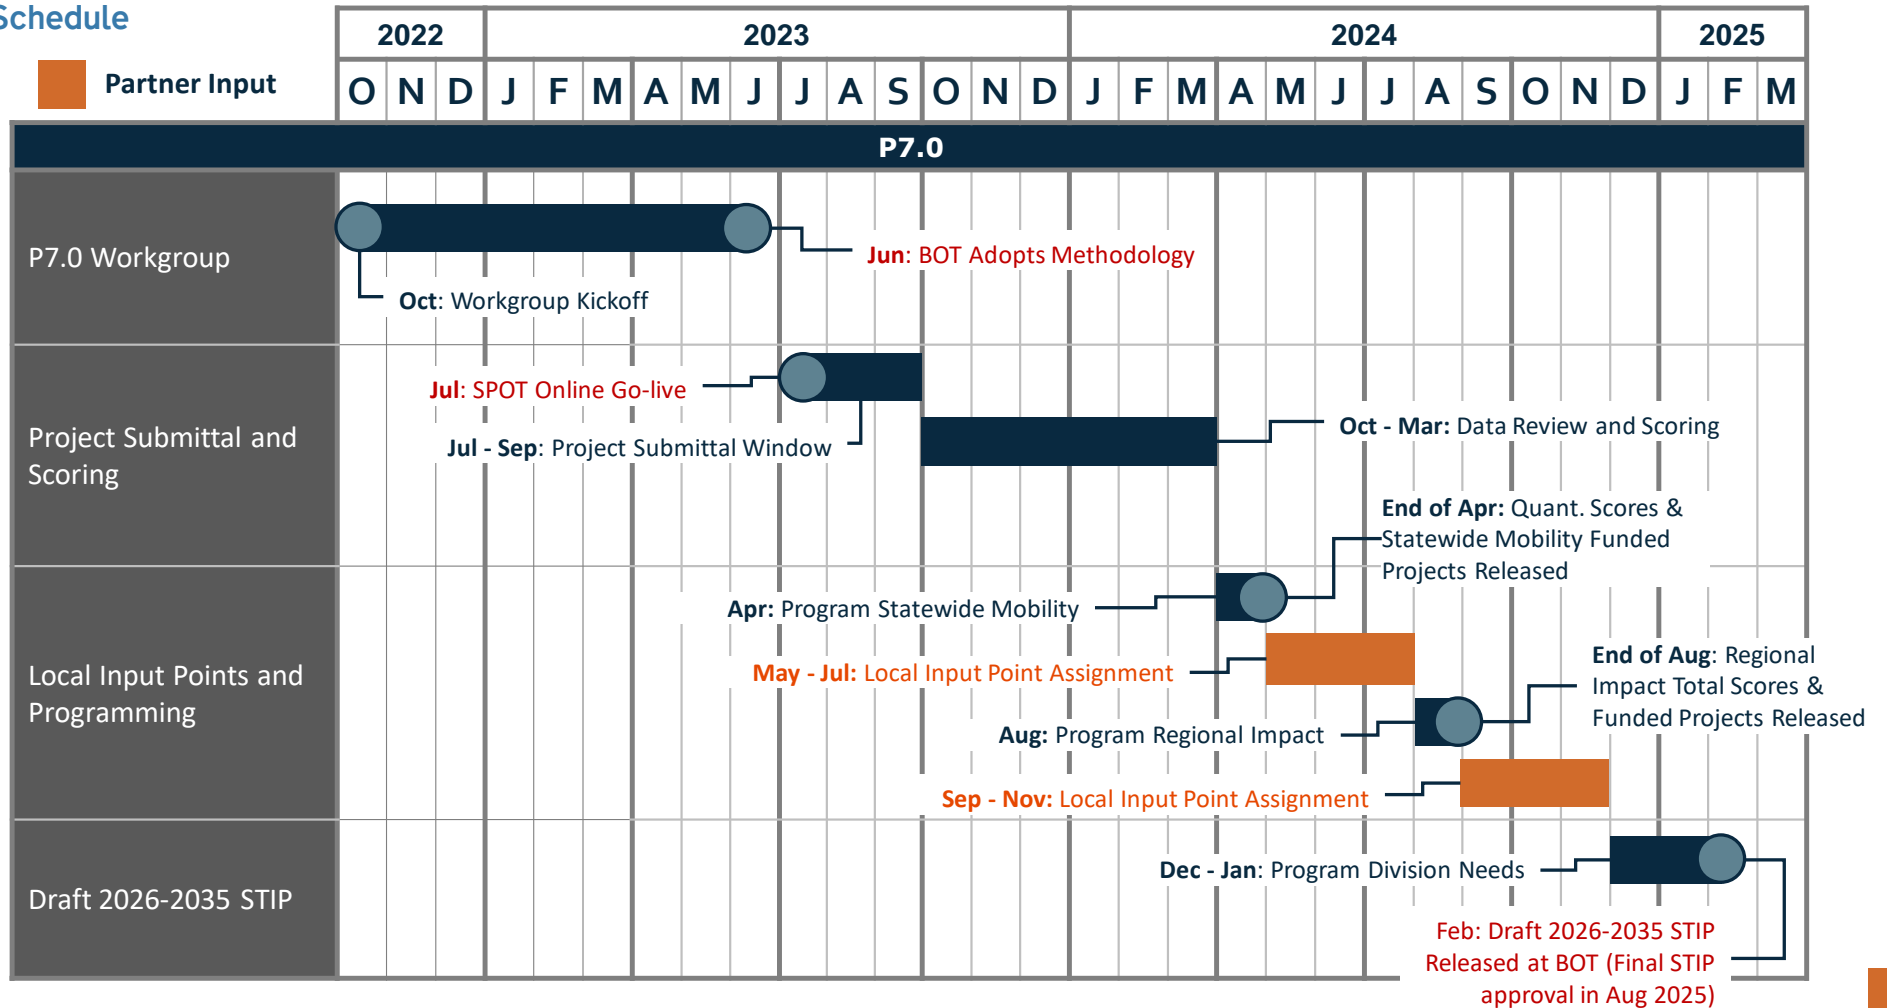 Schedule
Partner Input
2022 2023 2024 2025
O N D J F M A M J J A S O N D J F M A M J J A S O N D J F M
P7.0
P7.0 Workgroup
Jun: BOT Adopts Methodology
Oct: Workgroup Kickoff
Project Submittal and
Scoring
Jul: SPOT Online Go-live
Jul - Sep: Project Submittal Window
Oct - Mar: Data Review and Scoring
End of Apr: Quant. Scores &
Statewide Mobility Funded
Projects Released
Local Input Points and
Programming
Apr: Program Statewide Mobility
May - Jul: Local Input Point Assignment
End of Aug: Regional
Impact Total Scores &
Funded Projects Released
Aug: Program Regional Impact
Sep - Nov: Local Input Point Assignment
Draft 2026-2035 STIP
Dec - Jan: Program Division Needs
Feb: Draft 2026-2035 STIP
Released at BOT (Final STIP
approval in Aug 2025)